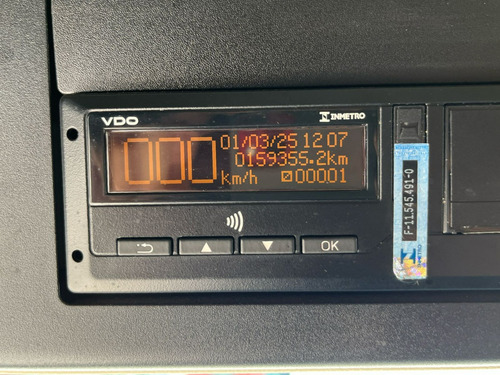 VDO
INMETRO
000 km/h
01/03/25 12 07
0159355.2km
00001
OK
F-11.545.491-0